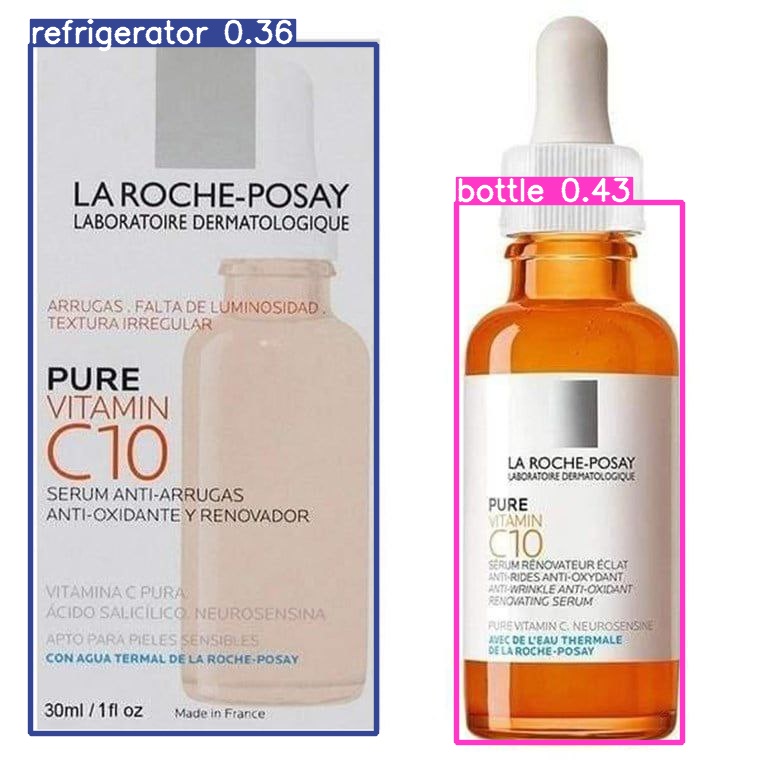 refrigerator 0.36
LA ROCHE-POSAY
LABORATOIRE DERMATOLOGIQUE
ARRUGAS . FALTA DE LUMINOSIDAD .
TEXTURA IRREGULAR
PURE
VITAMIN
C10
SERUM ANTI-ARRUGAS
ANTI-OXIDANTE Y RENOVADOR
VITAMINA C PURA
ÁCIDO SALICÍLICO. NEUROSENSINA
APTO PARA PIELES SENSIBLES
CON AGUA TERMAL DE LA ROCHE-POSAY
30ml / 1fl oz
Made in France
bottle 0.43
LA ROCHE-POSAY
LABORATOIRE DERMATOLOGIQUE
PURE
VITAMIN
C10
SÉRUM RÉNOVATEUR ÉCLAT
ANTI-RIDES ANTI-OXYDANT
ANTI-WRINKLE ANTI-OXIDANT
RENOVATING SERUM
PURE VITAMIN C. NEUROSENSINE
AVEC DE L'EAU THERMALE
DE LA ROCHE-POSAY